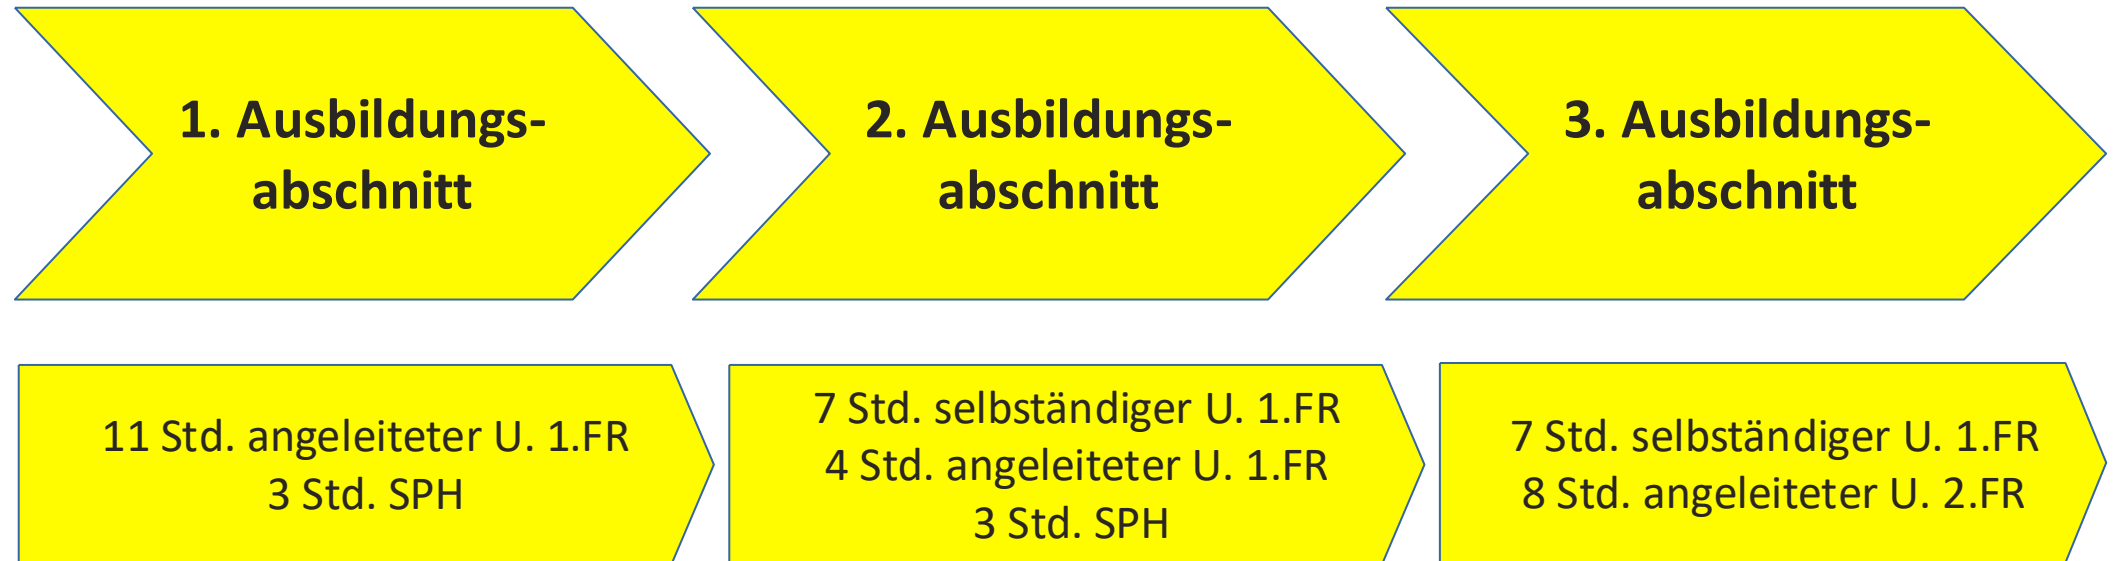 1. Ausbildungs-
abschnitt
2. Ausbildungs-
abschnitt
3. Ausbildungs-
abschnitt
11 Std. angeleiteter U. 1.FR
3 Std. SPH
7 Std. selbständiger U. 1.FR
4 Std. angeleiteter U. 1.FR
3 Std. SPH
7 Std. selbständiger U. 1.FR
8 Std. angeleiteter U. 2.FR